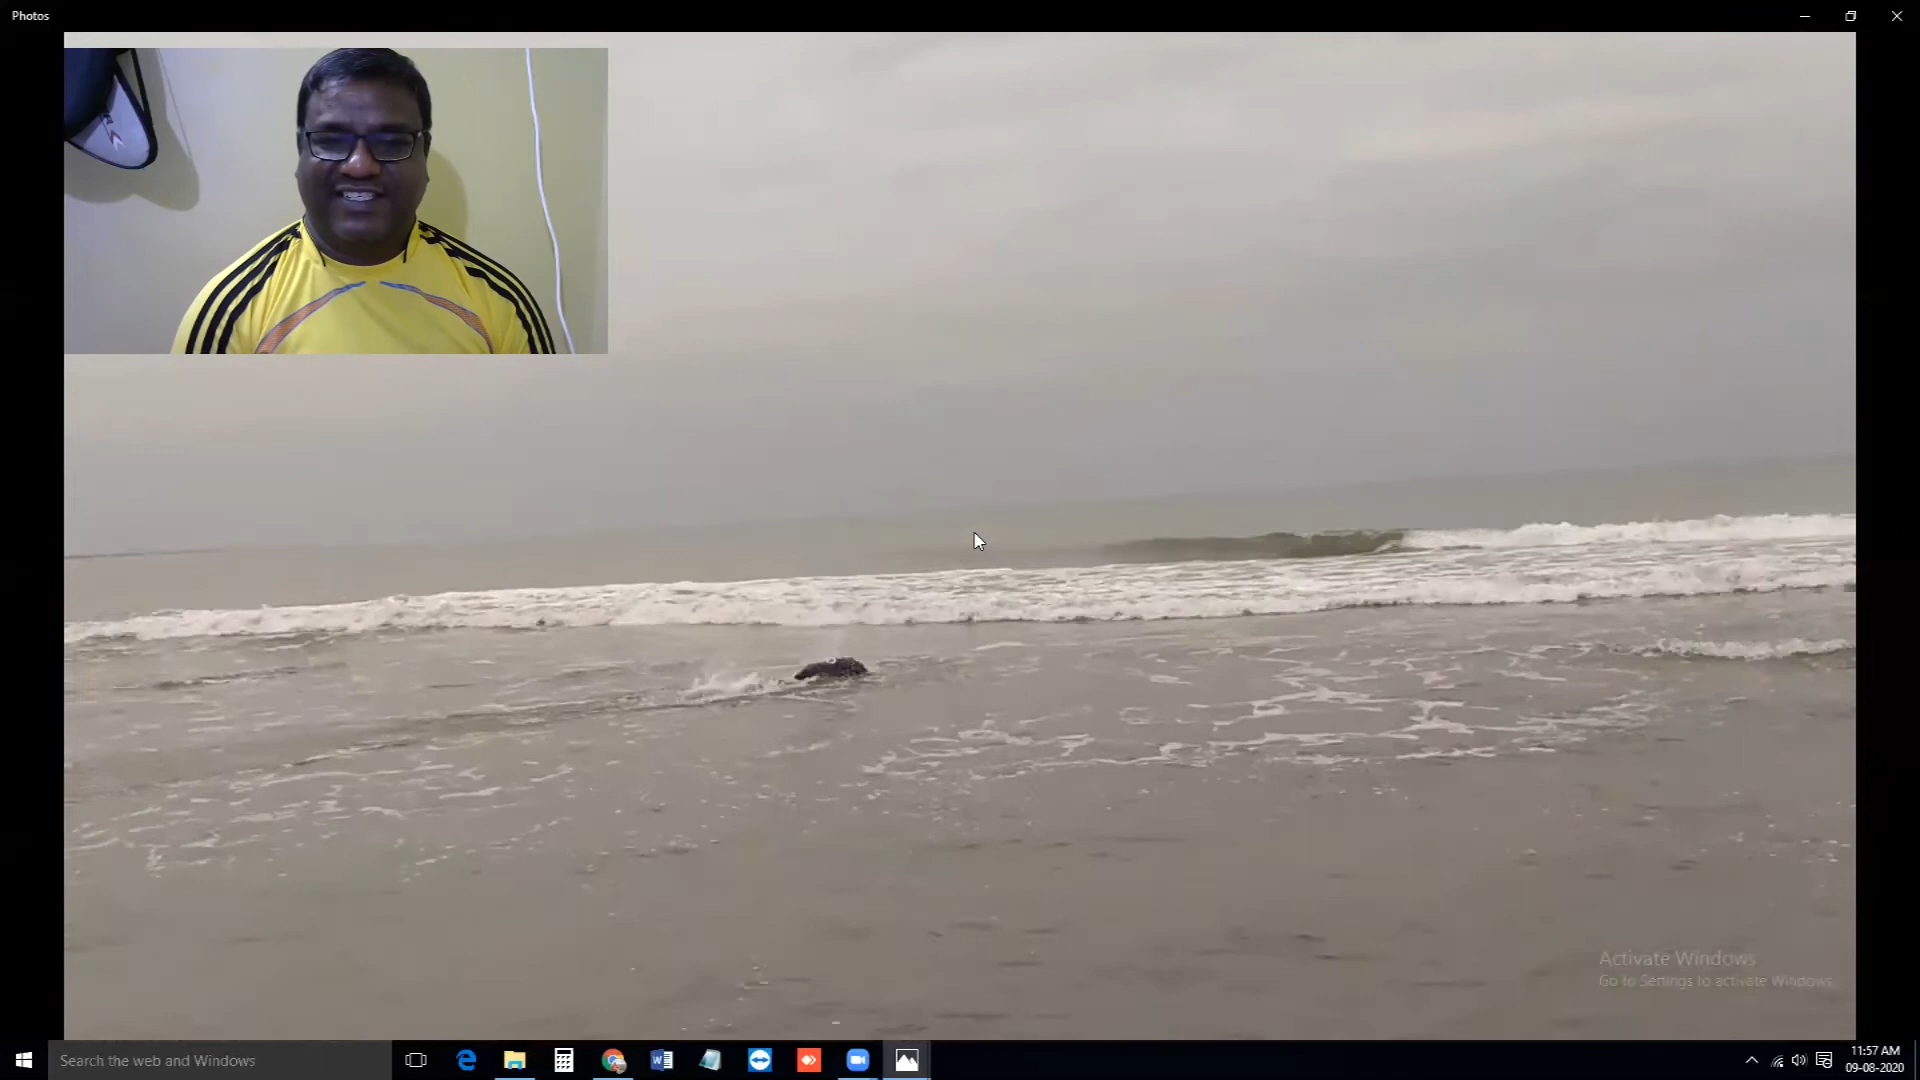 Photos
Activate Windows
Go to Settings to activate Windows.
Search the web and Windows
11:57 AM
09-08-2020